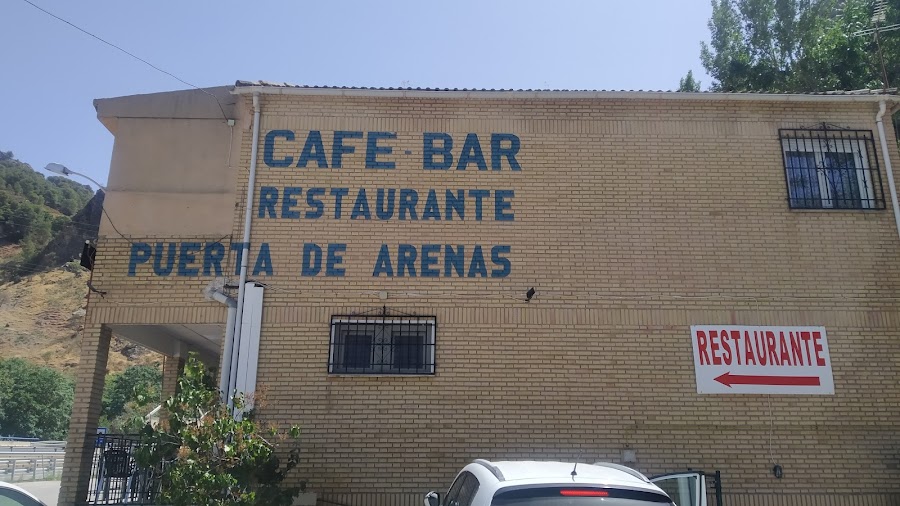 CAFE - BAR
RESTAURANTE
PUERTA DE ARENAS
RESTAURANTE